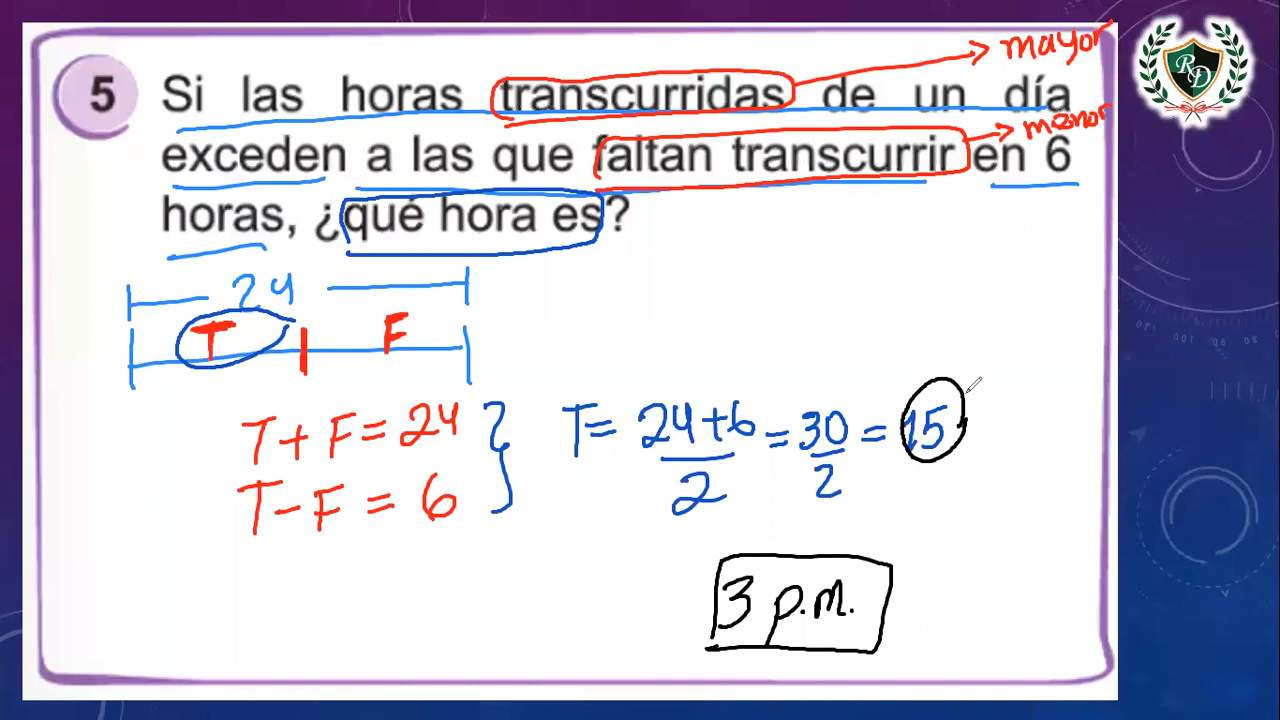 mayor
5 Si las horas transcurridas de un día
menor
exceden a las que faltan transcurrir en 6
horas, ¿qué hora es?
24
T F
T + F = 24
T - F = 6
T = 24+6 / 2 = 30 / 2 = 15
3 p.m.
RD